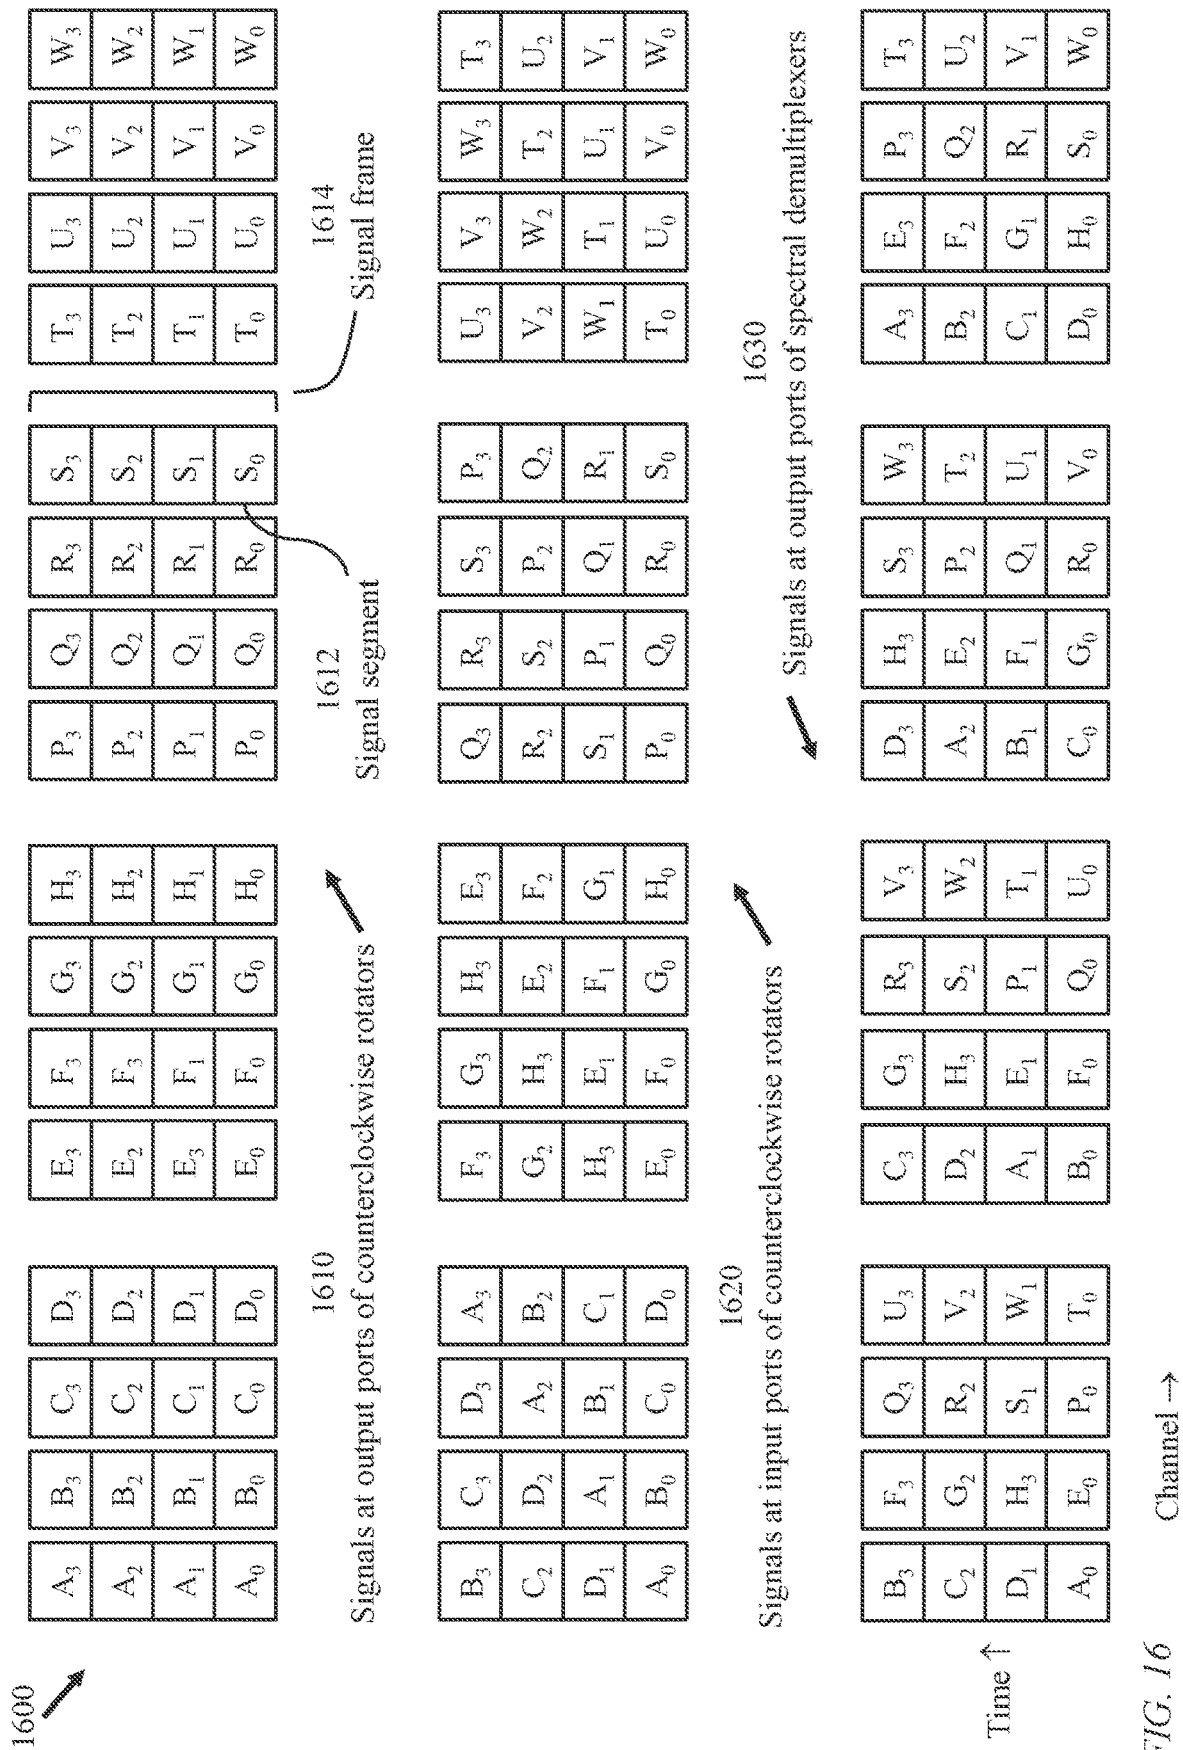 1600
A₃ B₃ C₃ D₃ E₃ F₃ G₃ H₃ P₃ Q₃ R₃ S₃ T₃ U₃ V₃ W₃
A₂ B₂ C₂ D₂ E₂ F₃ G₂ H₂ P₂ Q₂ R₂ S₂ T₂ U₂ V₂ W₂
A₁ B₁ C₁ D₁ E₃ F₁ G₁ H₁ P₁ Q₁ R₁ S₁ T₁ U₁ V₁ W₁
A₀ B₀ C₀ D₀ E₀ F₀ G₀ H₀ P₀ Q₀ R₀ S₀ T₀ U₀ V₀ W₀
1610
Signals at output ports of counterclockwise rotators
1612
Signal segment
1614
Signal frame
B₃ C₃ D₃ A₃ F₃ G₃ H₃ E₃ Q₃ R₃ S₃ P₃ U₃ V₃ W₃ T₃
C₂ D₂ A₂ B₂ G₂ H₃ E₂ F₂ R₂ S₂ P₂ Q₂ V₂ W₂ T₂ U₂
D₁ A₁ B₁ C₁ H₃ E₁ F₁ G₁ S₁ P₁ Q₁ R₁ W₁ T₁ U₁ V₁
A₀ B₀ C₀ D₀ E₀ F₀ G₀ H₀ P₀ Q₀ R₀ S₀ T₀ U₀ V₀ W₀
1620
Signals at input ports of counterclockwise rotators
1630
Signals at output ports of spectral demultiplexers
B₃ F₃ Q₃ U₃ C₃ G₃ R₃ V₃ D₃ H₃ S₃ W₃ A₃ E₃ P₃ T₃
C₂ G₂ R₂ V₂ D₂ H₃ S₂ W₂ A₂ E₂ P₂ T₂ B₂ F₂ Q₂ U₂
D₁ H₃ S₁ W₁ A₁ E₁ P₁ T₁ B₁ F₁ Q₁ U₁ C₁ G₁ R₁ V₁
A₀ E₀ P₀ T₀ B₀ F₀ Q₀ U₀ C₀ G₀ R₀ V₀ D₀ H₀ S₀ W₀
Time ↑
Channel →
FIG. 16